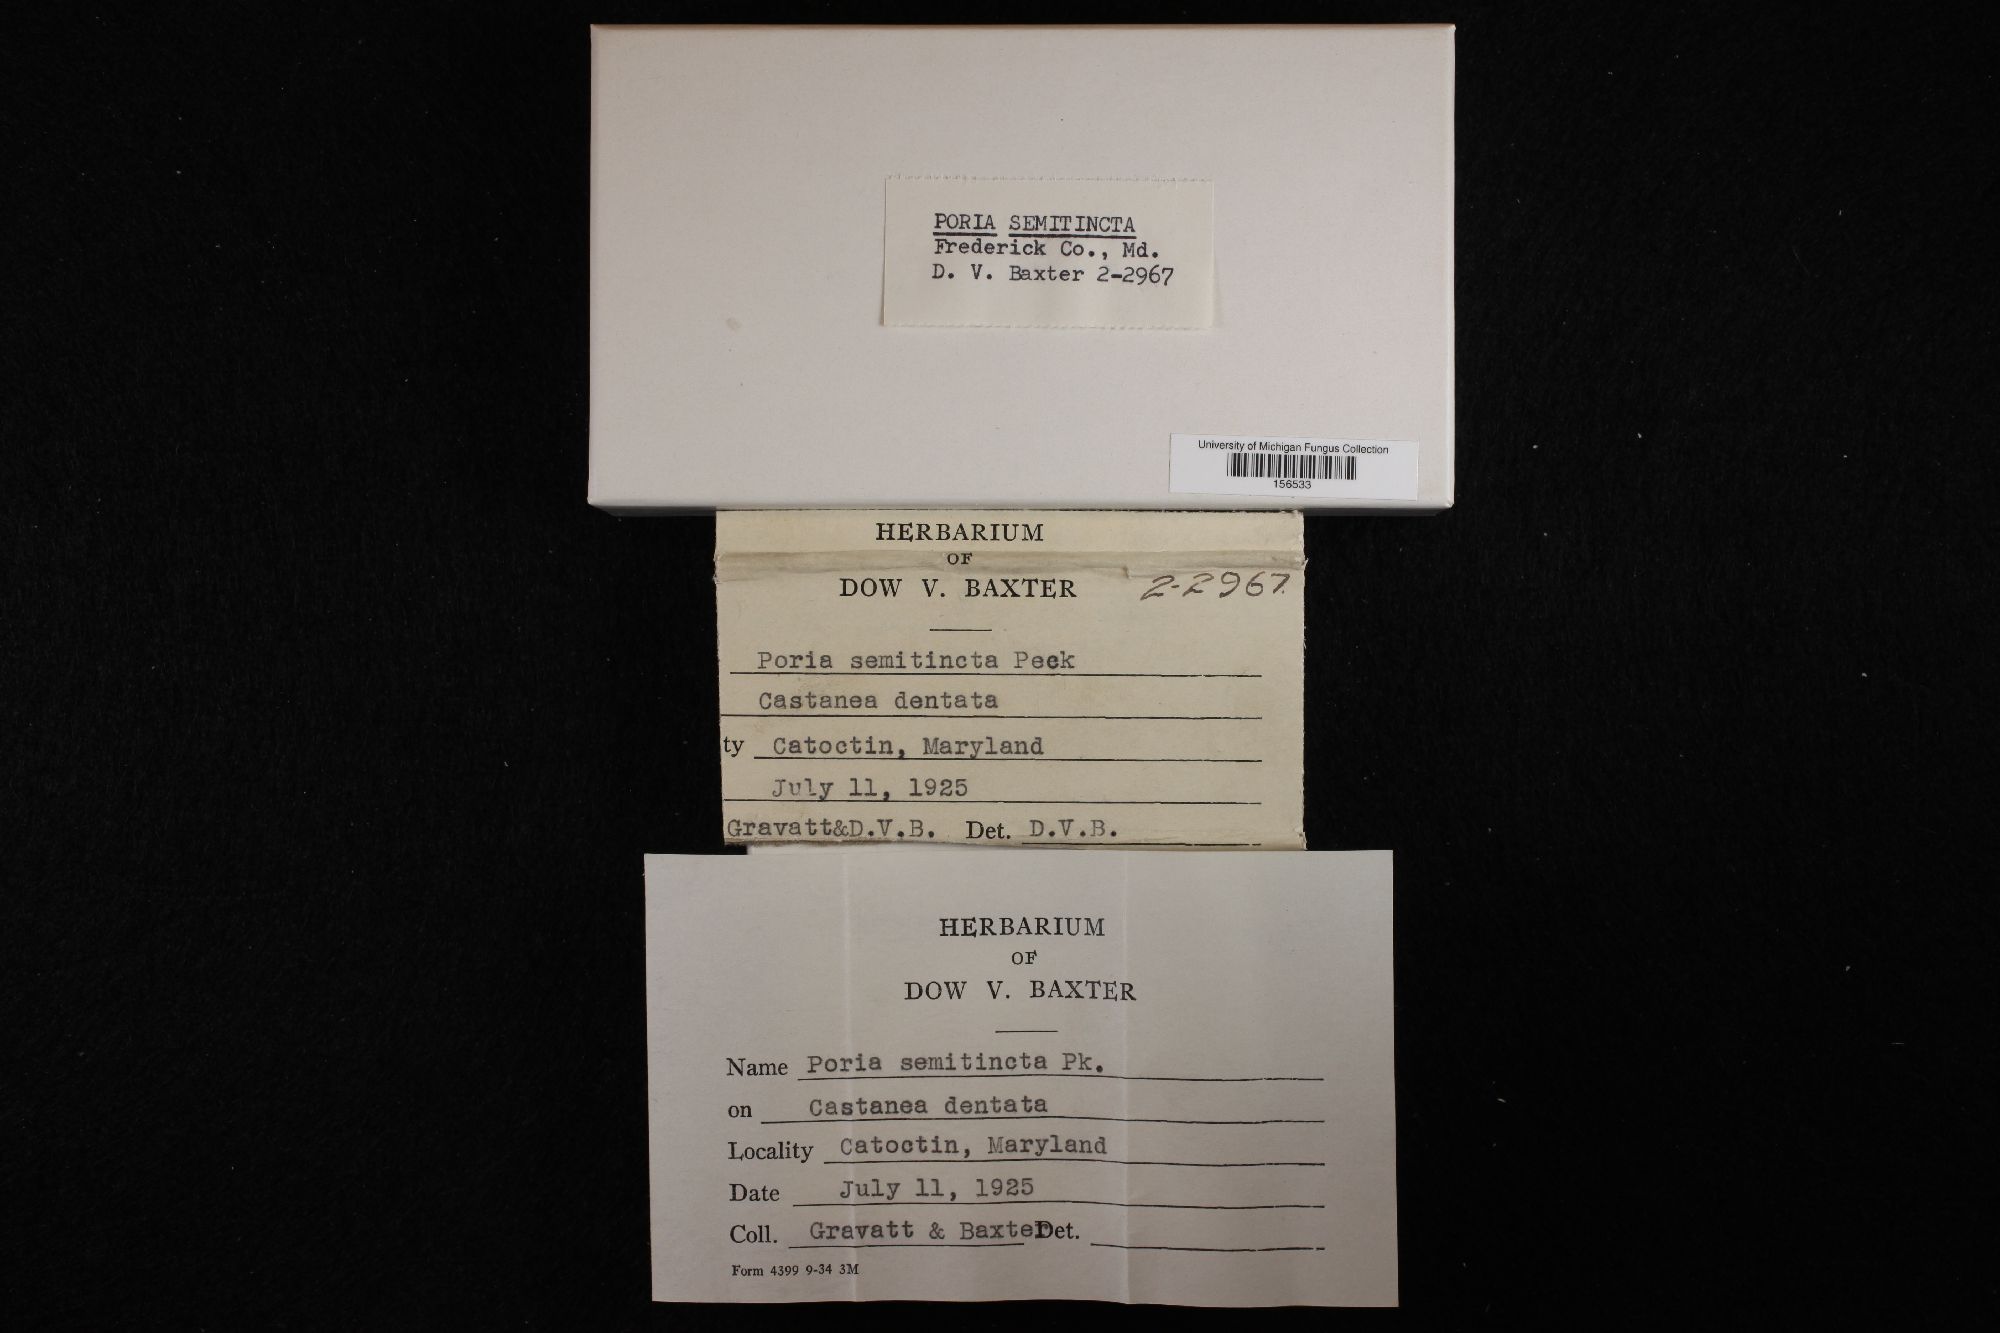 PORIA SEMITINCTA
Frederick Co., Md.
D. V. Baxter 2-2967
University of Michigan Fungus Collection
156533
HERBARIUM
OF
DOW V. BAXTER
2-2967
Poria semitincta Peck
Castanea dentata
ty Catoctin, Maryland
July 11, 1925
Gravatt&D.V.B. Det. D.V.B.
HERBARIUM
OF
DOW V. BAXTER
Name Poria semitincta Pk.
on Castanea dentata
Locality Catoctin, Maryland
Date July 11, 1925
Coll. Gravatt & Baxter Det.
Form 4399 9-34 3M